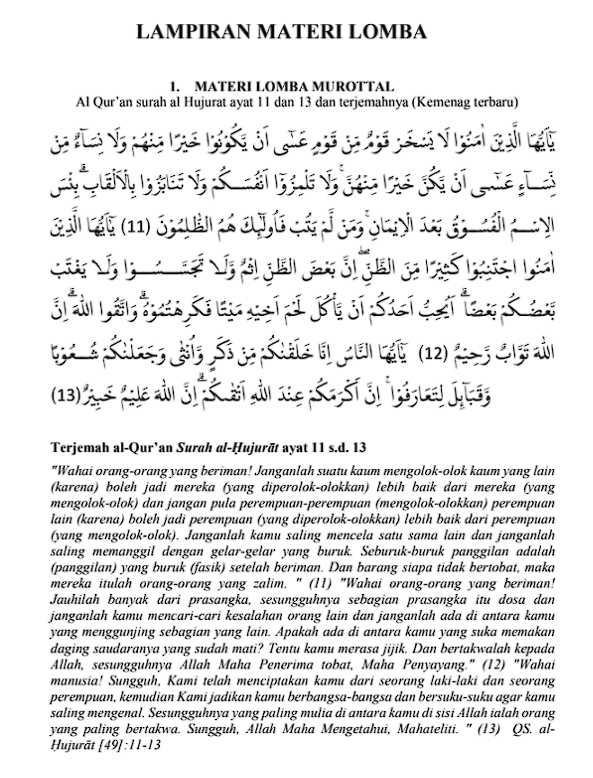 LAMPIRAN MATERI LOMBA
1. MATERI LOMBA MUROTTAL
Al Qur'an surah al Hujurat ayat 11 dan 13 dan terjemahnya (Kemenag terbaru)
يٰٓاَيُّهَا الَّذِيْنَ اٰمَنُوْا لَا يَسْخَرْ قَوْمٌ مِّنْ قَوْمٍ عَسٰٓى اَنْ يَّكُوْنُوْا خَيْرًا مِّنْهُمْ وَلَا نِسَاۤءٌ مِّنْ
نِّسَاۤءٍ عَسٰٓى اَنْ يَّكُنَّ خَيْرًا مِّنْهُنَّۚ وَلَا تَلْمِزُوْٓا اَنْفُسَكُمْ وَلَا تَنَابَزُوْا بِالْاَلْقَابِۗ بِئْسَ
الِاسْمُ الْفُسُوْقُ بَعْدَ الْاِيْمَانِۚ وَمَنْ لَّمْ يَتُبْ فَاُولٰۤىِٕكَ هُمُ الظّٰلِمُوْنَ (11) يٰٓاَيُّهَا الَّذِيْنَ
اٰمَنُوا اجْتَنِبُوْا كَثِيْرًا مِّنَ الظَّنِّۖ اِنَّ بَعْضَ الظَّنِّ اِثْمٌ وَّلَا تَجَسَّسُوْا وَلَا يَغْتَبْ
بَّعْضُكُمْ بَعْضًاۗ اَيُحِبُّ اَحَدُكُمْ اَنْ يَّأْكُلَ لَحْمَ اَخِيْهِ مَيْتًا فَكَرِهْتُمُوْهُۗ وَاتَّقُوا اللّٰهَۗ اِنَّ
اللّٰهَ تَوَّابٌ رَّحِيْمٌ (12) يٰٓاَيُّهَا النَّاسُ اِنَّا خَلَقْنٰكُمْ مِّنْ ذَكَرٍ وَّاُنْثٰى وَجَعَلْنٰكُمْ شُعُوْبًا
وَّقَبَاۤىِٕلَ لِتَعَارَفُوْاۚ اِنَّ اَكْرَمَكُمْ عِنْدَ اللّٰهِ اَتْقٰىكُمْۗ اِنَّ اللّٰهَ عَلِيْمٌ خَبِيْرٌ (13)
Terjemah al-Qur'an Surah al-Ḥujurāt ayat 11 s.d. 13
"Wahai orang-orang yang beriman! Janganlah suatu kaum mengolok-olok kaum yang lain
(karena) boleh jadi mereka (yang diperolok-olokkan) lebih baik dari mereka (yang
mengolok-olok) dan jangan pula perempuan-perempuan (mengolok-olokkan) perempuan
lain (karena) boleh jadi perempuan (yang diperolok-olokkan) lebih baik dari perempuan
(yang mengolok-olok). Janganlah kamu saling mencela satu sama lain dan janganlah
saling memanggil dengan gelar-gelar yang buruk. Seburuk-buruk panggilan adalah
(panggilan) yang buruk (fasik) setelah beriman. Dan barang siapa tidak bertobat, maka
mereka itulah orang-orang yang zalim. " (11) "Wahai orang-orang yang beriman!
Jauhilah banyak dari prasangka, sesungguhnya sebagian prasangka itu dosa dan
janganlah kamu mencari-cari kesalahan orang lain dan janganlah ada di antara kamu
yang menggunjing sebagian yang lain. Apakah ada di antara kamu yang suka memakan
daging saudaranya yang sudah mati? Tentu kamu merasa jijik. Dan bertakwalah kepada
Allah, sesungguhnya Allah Maha Penerima tobat, Maha Penyayang." (12) "Wahai
manusia! Sungguh, Kami telah menciptakan kamu dari seorang laki-laki dan seorang
perempuan, kemudian Kami jadikan kamu berbangsa-bangsa dan bersuku-suku agar kamu
saling mengenal. Sesungguhnya yang paling mulia di antara kamu di sisi Allah ialah orang
yang paling bertakwa. Sungguh, Allah Maha Mengetahui, Mahateliti. " (13) QS. al-
Ḥujurāt [49]:11-13